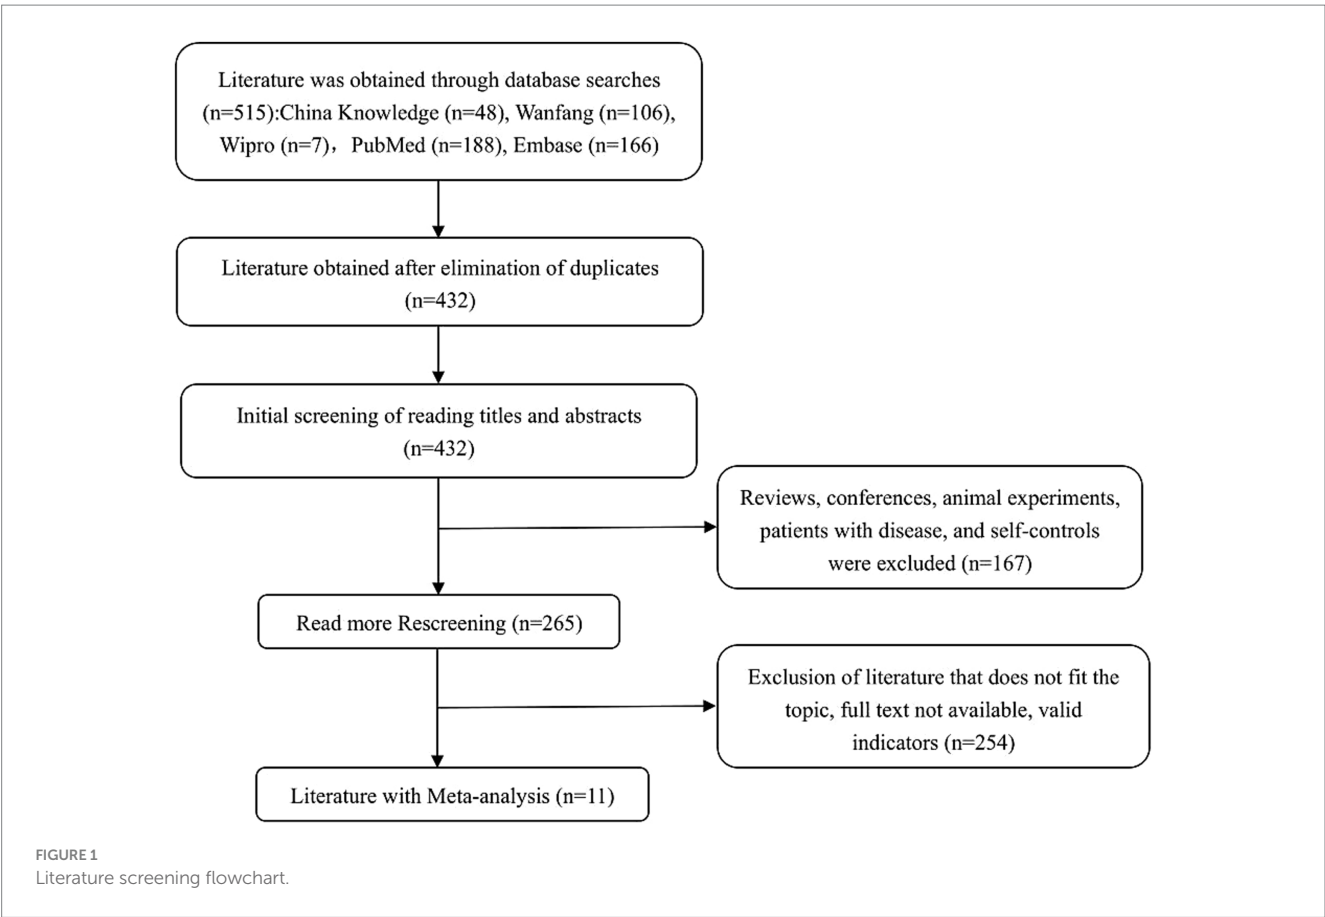 Literature was obtained through database searches
(n=515):China Knowledge (n=48), Wanfang (n=106),
Wipro (n=7)，PubMed (n=188), Embase (n=166)
Literature obtained after elimination of duplicates
(n=432)
Initial screening of reading titles and abstracts
(n=432)
Reviews, conferences, animal experiments,
patients with disease, and self-controls
were excluded (n=167)
Read more Rescreening (n=265)
Exclusion of literature that does not fit the
topic, full text not available, valid
indicators (n=254)
Literature with Meta-analysis (n=11)
FIGURE 1
Literature screening flowchart.